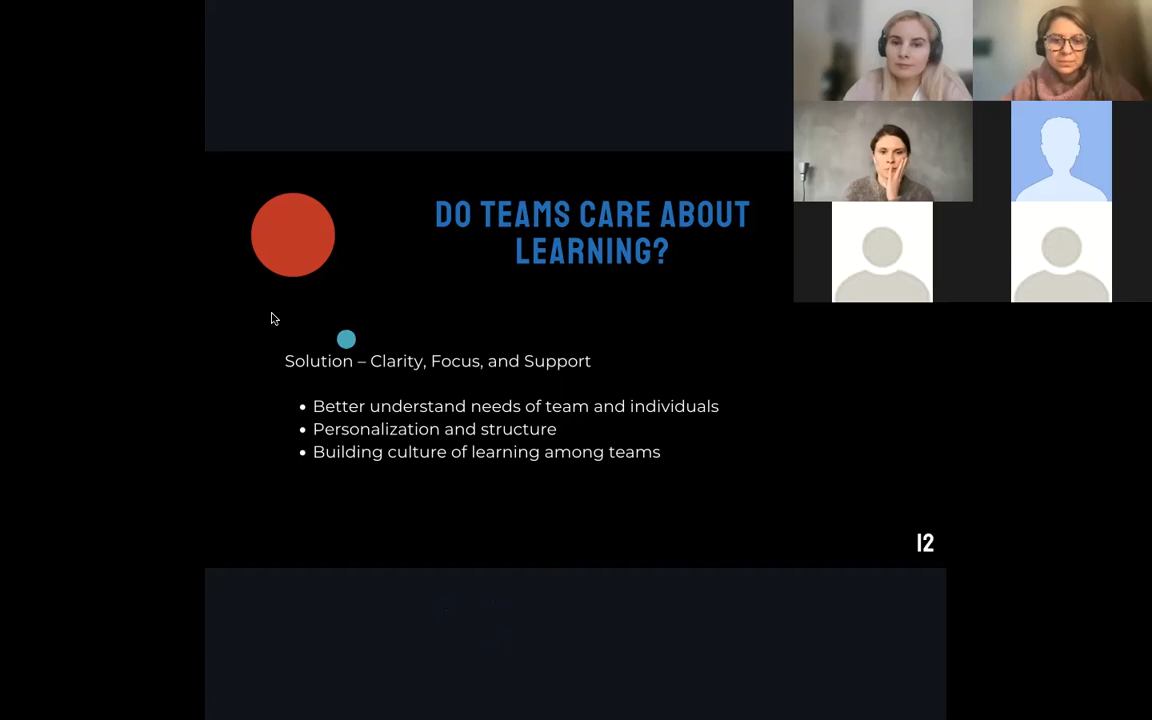 DO TEAMS CARE ABOUT
LEARNING?
Solution – Clarity, Focus, and Support
• Better understand needs of team and individuals
• Personalization and structure
• Building culture of learning among teams
12